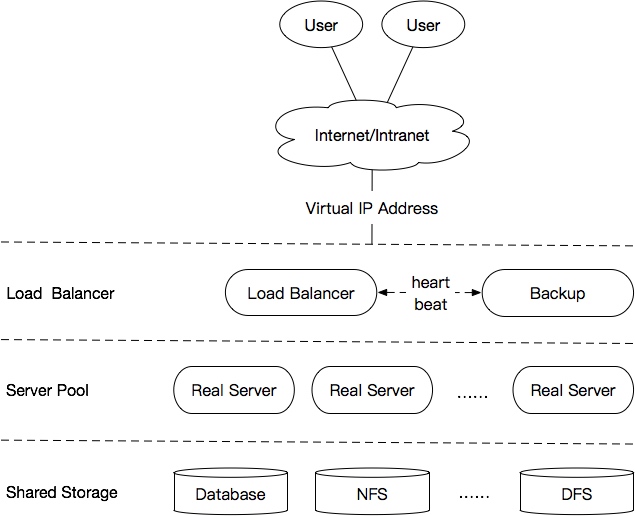 User User
Internet/Intranet
Virtual IP Address
Load Balancer Load Balancer heart Backup
beat
Server Pool Real Server Real Server ...... Real Server
Shared Storage Database NFS ...... DFS